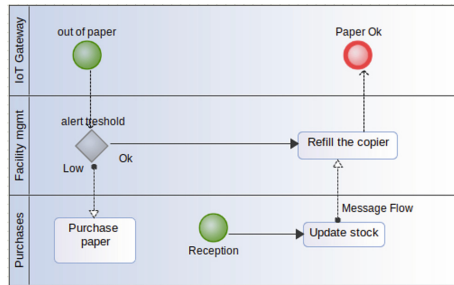 IoT Gateway
out of paper
Paper Ok
Facility mgmt
alert treshold
Low
Ok
Refill the copier
Purchases
Purchase
paper
Reception
Message Flow
Update stock